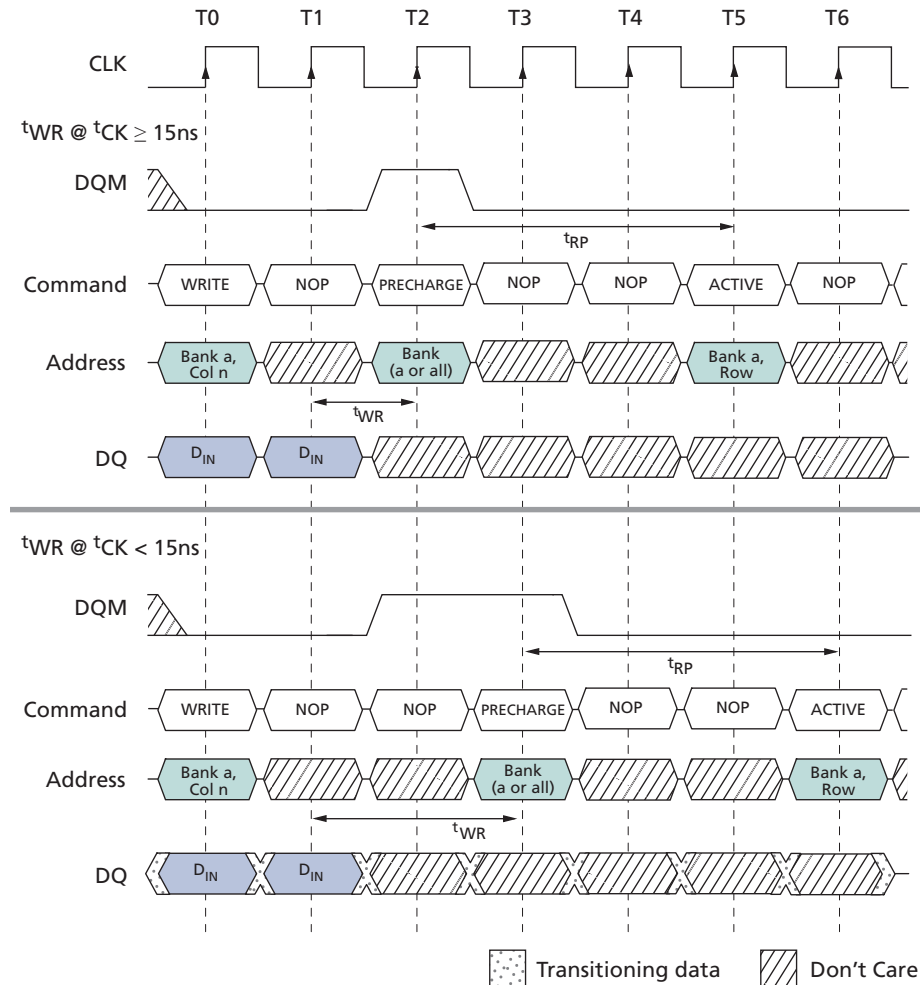 T0 T1 T2 T3 T4 T5 T6
CLK
tWR @ tCK ≥ 15ns
DQM
tRP
Command WRITE NOP PRECHARGE NOP NOP ACTIVE NOP
Address Bank a, Col n Bank (a or all) Bank a, Row
tWR
DQ DIN DIN
tWR @ tCK < 15ns
DQM
tRP
Command WRITE NOP NOP PRECHARGE NOP NOP ACTIVE
Address Bank a, Col n Bank (a or all) Bank a, Row
tWR
DQ DIN DIN
Transitioning data Don't Care